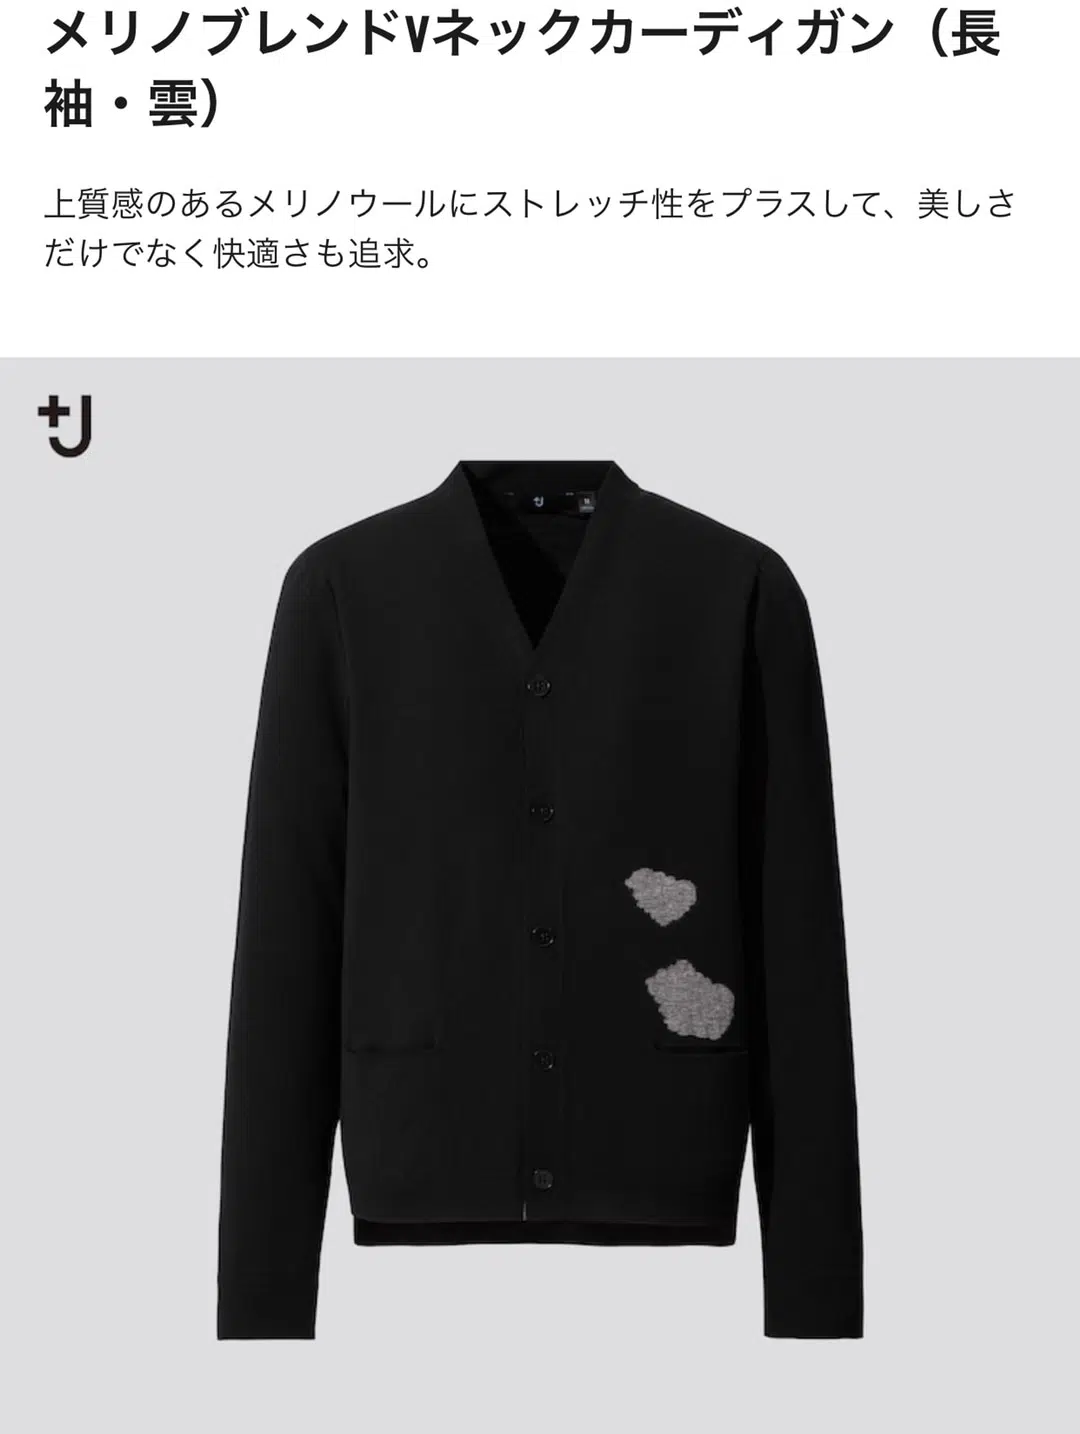 メリノブレンドVネックカーディガン（長
袖・雲）
上質感のあるメリノウールにストレッチ性をプラスして、美しさ
だけでなく快適さも追求。
+J
+J